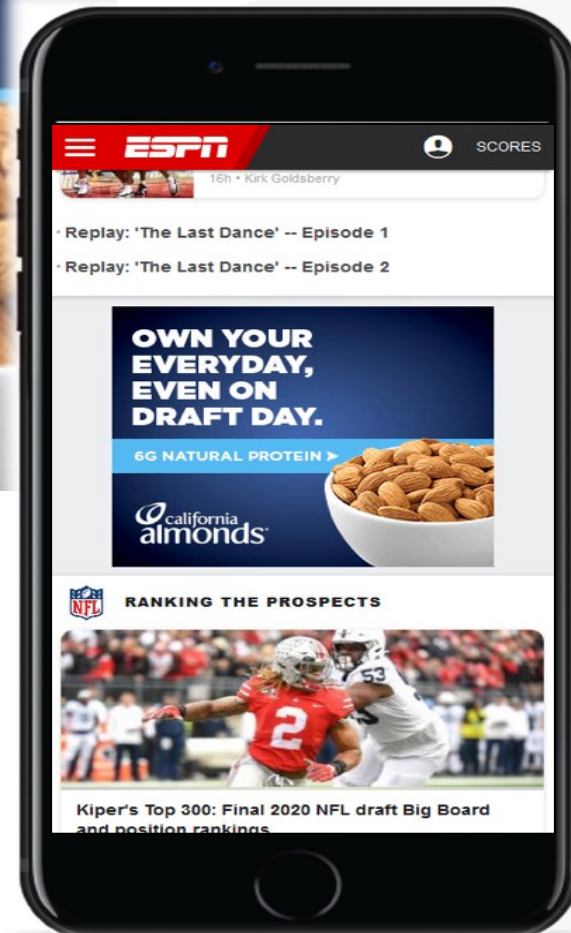 ESPN
SCORES
16h • Kirk Goldsberry
• Replay: 'The Last Dance' -- Episode 1
• Replay: 'The Last Dance' -- Episode 2
OWN YOUR
EVERYDAY,
EVEN ON
DRAFT DAY.
6G NATURAL PROTEIN ➤
california
almonds
NFL
RANKING THE PROSPECTS
53
2
Kiper's Top 300: Final 2020 NFL draft Big Board
and position rankings